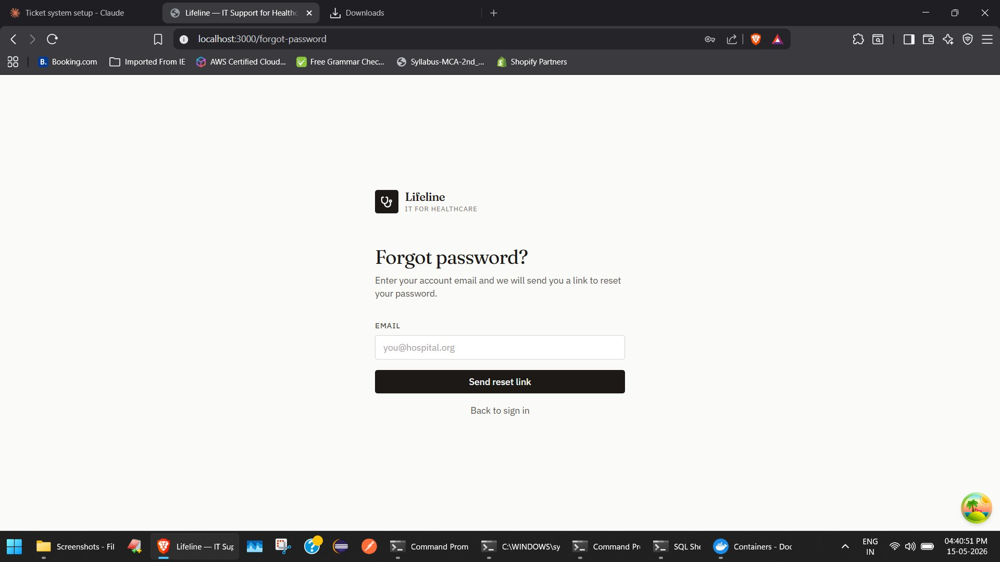 Ticket system setup - Claude
Lifeline — IT Support for Healthc
Downloads
localhost:3000/forgot-password
B. Booking.com
Imported From IE
AWS Certified Cloud...
Free Grammar Chec...
Syllabus-MCA-2nd_...
Shopify Partners
Lifeline
IT FOR HEALTHCARE
Forgot password?
Enter your account email and we will send you a link to reset
your password.
EMAIL
you@hospital.org
Send reset link
Back to sign in
Screenshots - Fil
Lifeline — IT Sup
Command Prom
C:\WINDOWS\sy
Command Pr
SQL She
Containers - Doc
ENG
IN
04:40:51 PM
15-05-2026